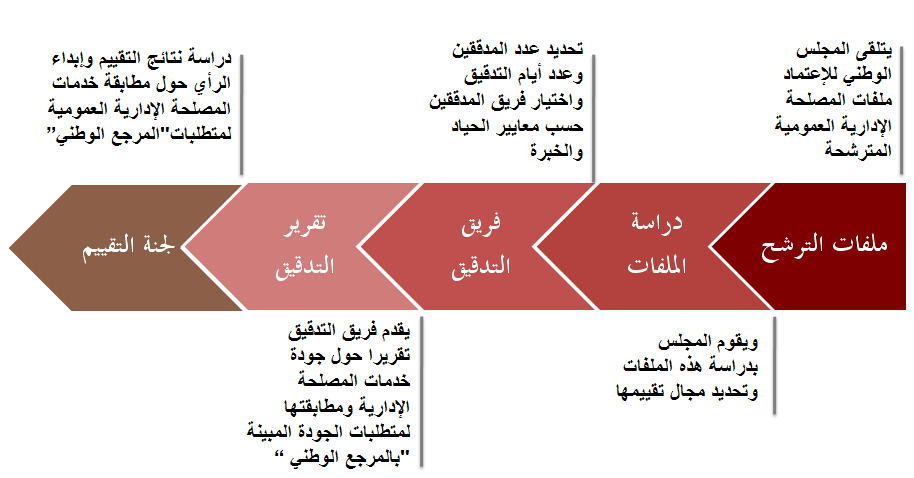 يتلقى المجلس
الوطني للإعتماد
ملفات المصلحة
الإدارية العمومية
المترشحة
تحديد عدد المدققين
وعدد أيام التدقيق
واختيار فريق المدققين
حسب معايير الحياد
والخبرة
دراسة نتائج التقييم وإبداء
الرأي حول مطابقة خدمات
المصلحة الإدارية العمومية
لمتطلبات"المرجع الوطني”
ملفات الترشح
دراسة
الملفات
فريق
التدقيق
تقرير
التدقيق
لجنة التقييم
ويقوم المجلس
بدراسة هذه الملفات
وتحديد مجال تقييمها
يقدم فريق التدقيق
تقريرا حول جودة
خدمات المصلحة
الإدارية ومطابقتها
لمتطلبات الجودة المبينة
"بالمرجع الوطني “